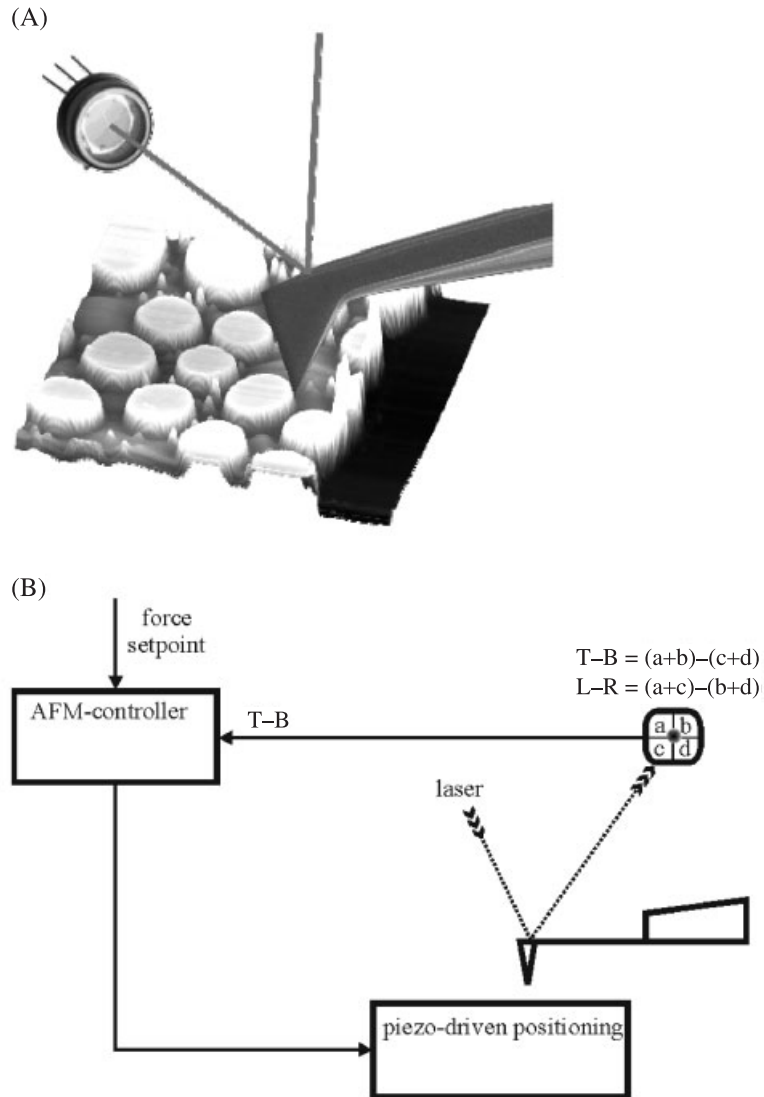 (A)
(B)
force
setpoint
T–B = (a+b)–(c+d)
L–R = (a+c)–(b+d)
AFM-controller
T–B
a b
c d
laser
piezo-driven positioning